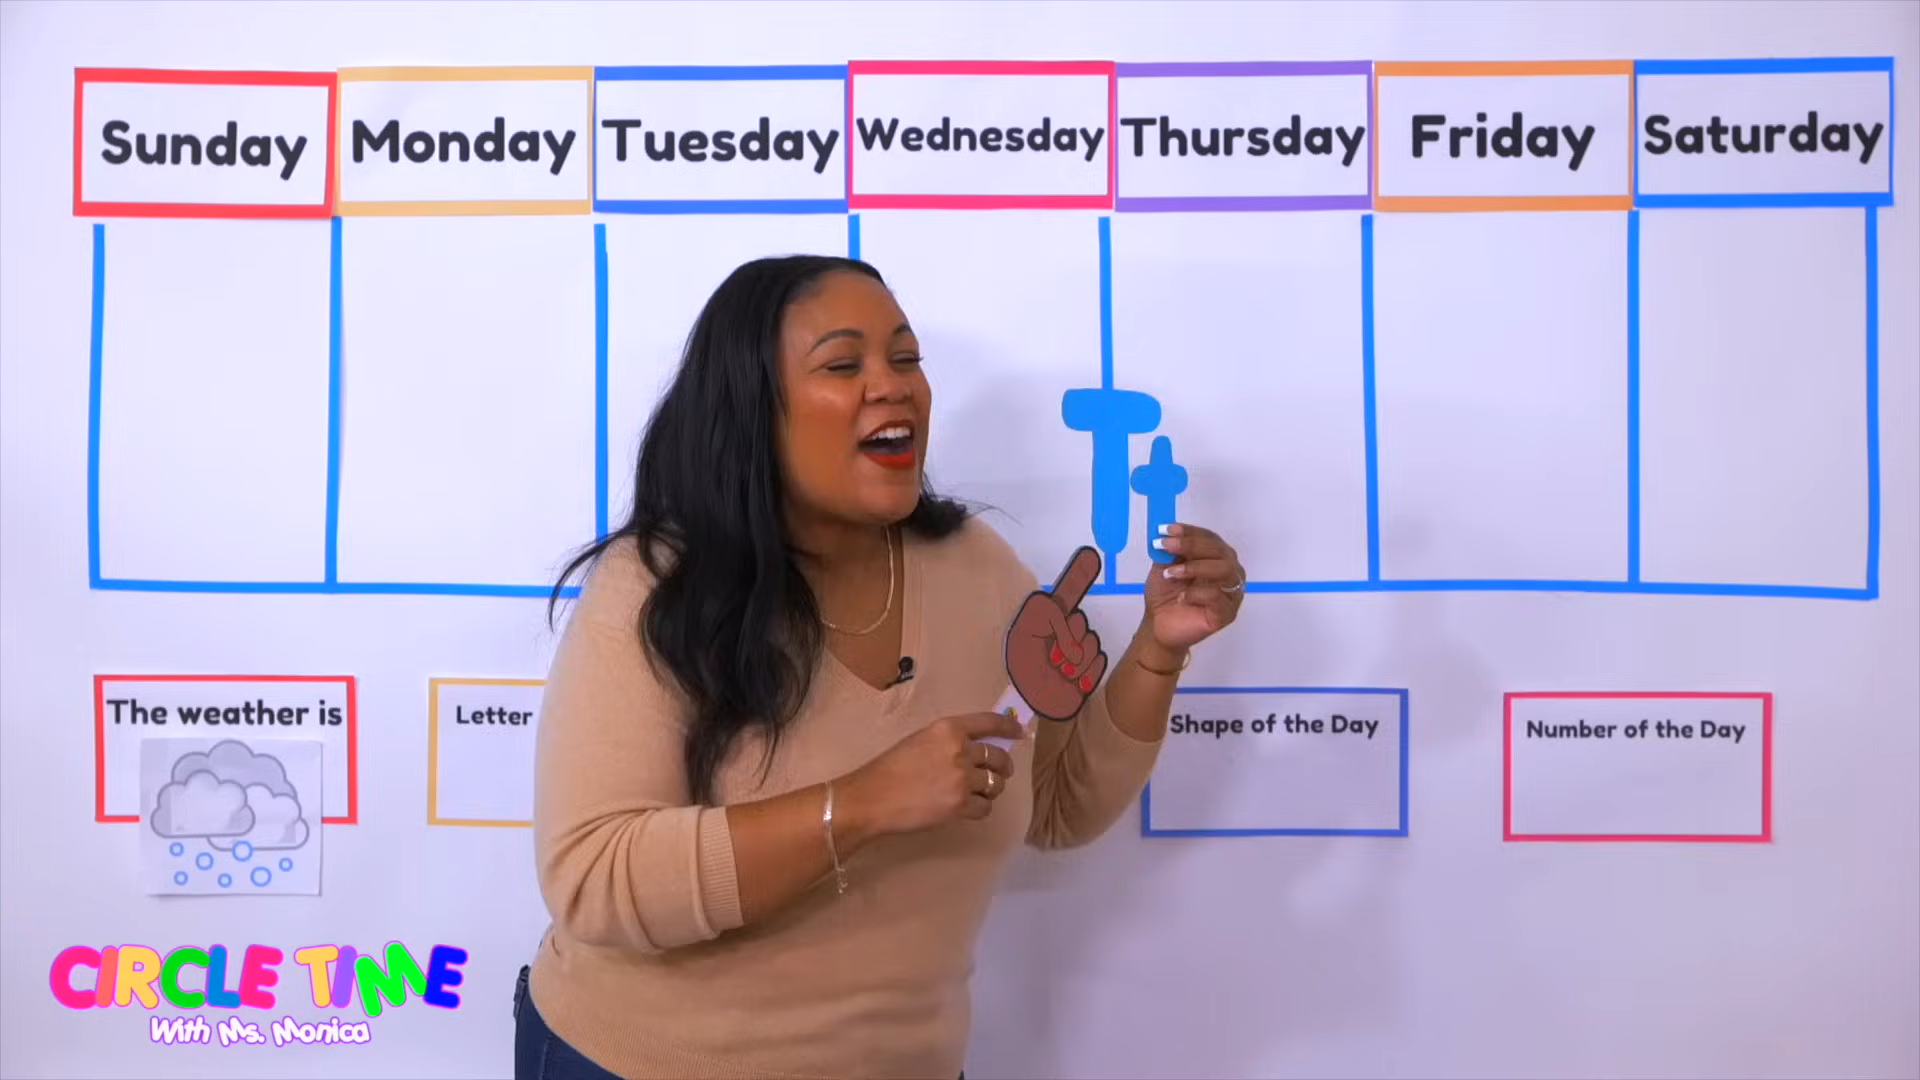 Sunday Monday Tuesday Wednesday Thursday Friday Saturday
Tt
The weather is
Letter
Shape of the Day
Number of the Day
CIRCLE TIME
With Ms. Monica